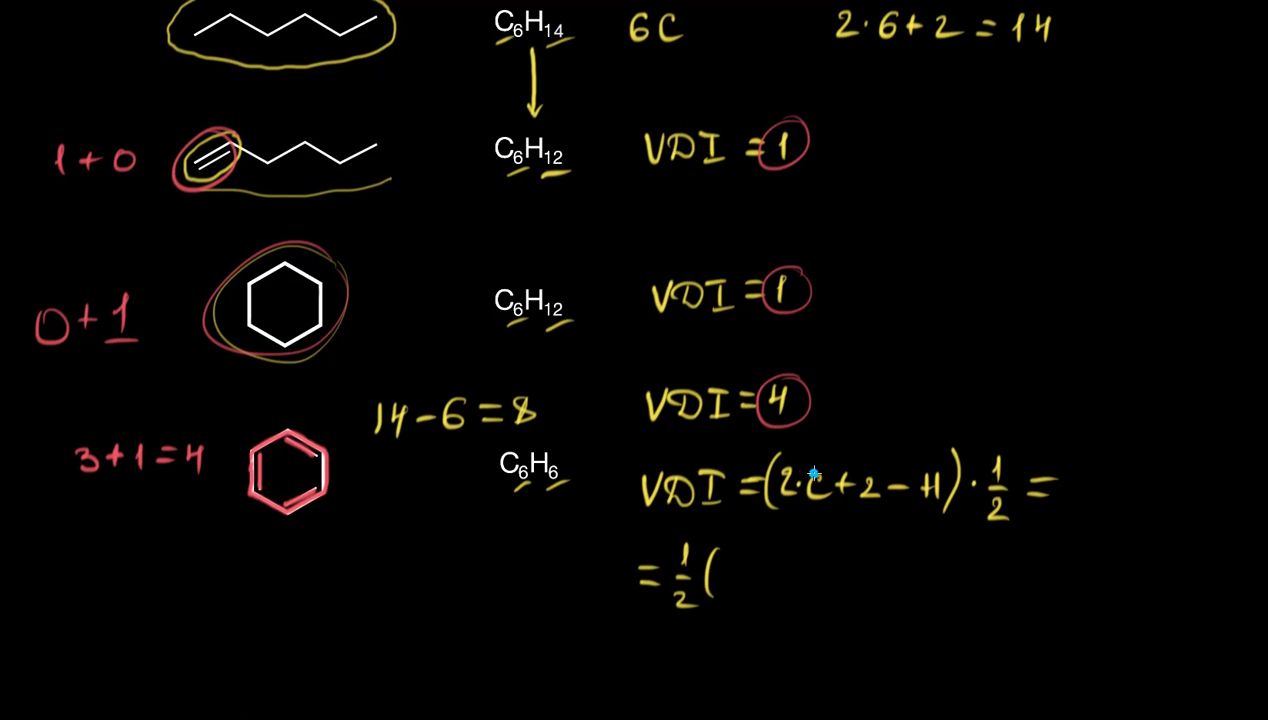 C₆H₁₄ 6C 2·6+2=14
1+0 C₆H₁₂ VDI=1
0+1 C₆H₁₂ VDI=1
14-6=8 VDI=4
3+1=4 C₆H₆ VDI=(2·C+2-H)·1/2=
=1/2(